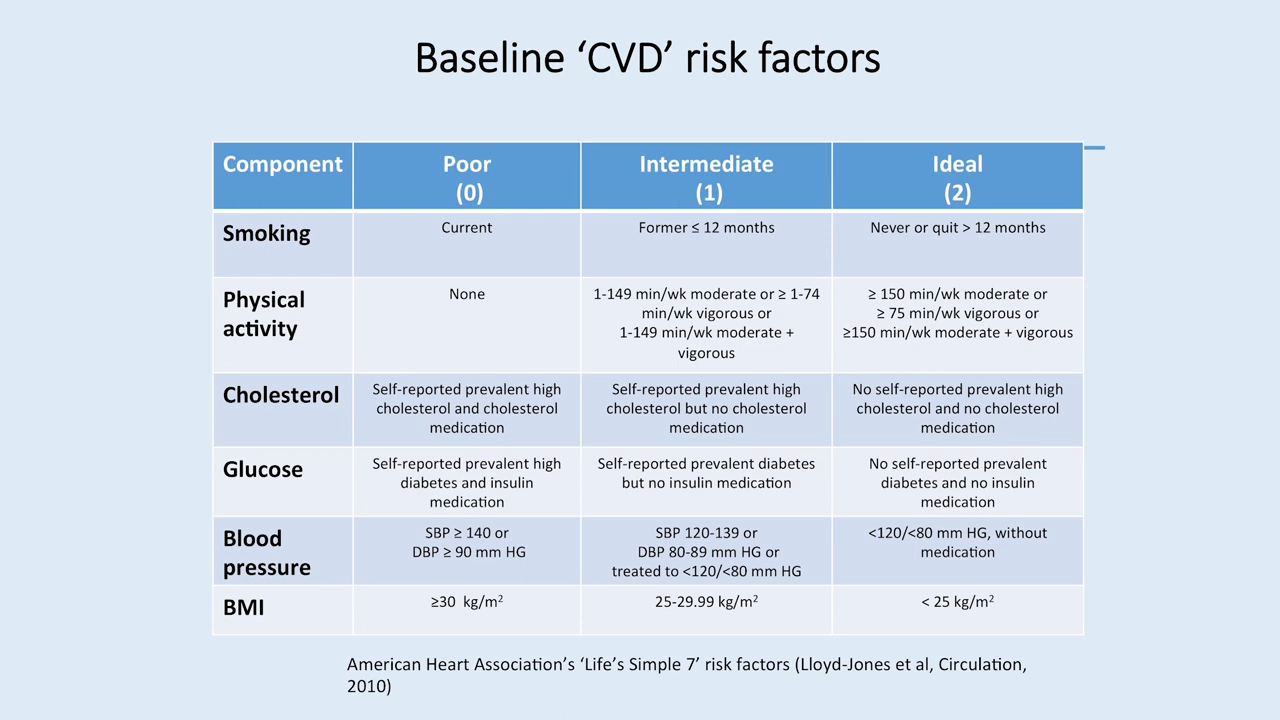 Baseline ‘CVD’ risk factors
Component
Poor
(0)
Intermediate
(1)
Ideal
(2)
Smoking
Current
Former ≤ 12 months
Never or quit > 12 months
Physical
activity
None
1-149 min/wk moderate or ≥ 1-74
min/wk vigorous or
1-149 min/wk moderate +
vigorous
≥ 150 min/wk moderate or
≥ 75 min/wk vigorous or
≥150 min/wk moderate + vigorous
Cholesterol
Self-reported prevalent high
cholesterol and cholesterol
medication
Self-reported prevalent high
cholesterol but no cholesterol
medication
No self-reported prevalent high
cholesterol and no cholesterol
medication
Glucose
Self-reported prevalent high
diabetes and insulin
medication
Self-reported prevalent diabetes
but no insulin medication
No self-reported prevalent
diabetes and no insulin
medication
Blood
pressure
SBP ≥ 140 or
DBP ≥ 90 mm HG
SBP 120-139 or
DBP 80-89 mm HG or
treated to <120/<80 mm HG
<120/<80 mm HG, without
medication
BMI
≥30 kg/m²
25-29.99 kg/m²
< 25 kg/m²
American Heart Association’s ‘Life’s Simple 7’ risk factors (Lloyd-Jones et al, Circulation,
2010)